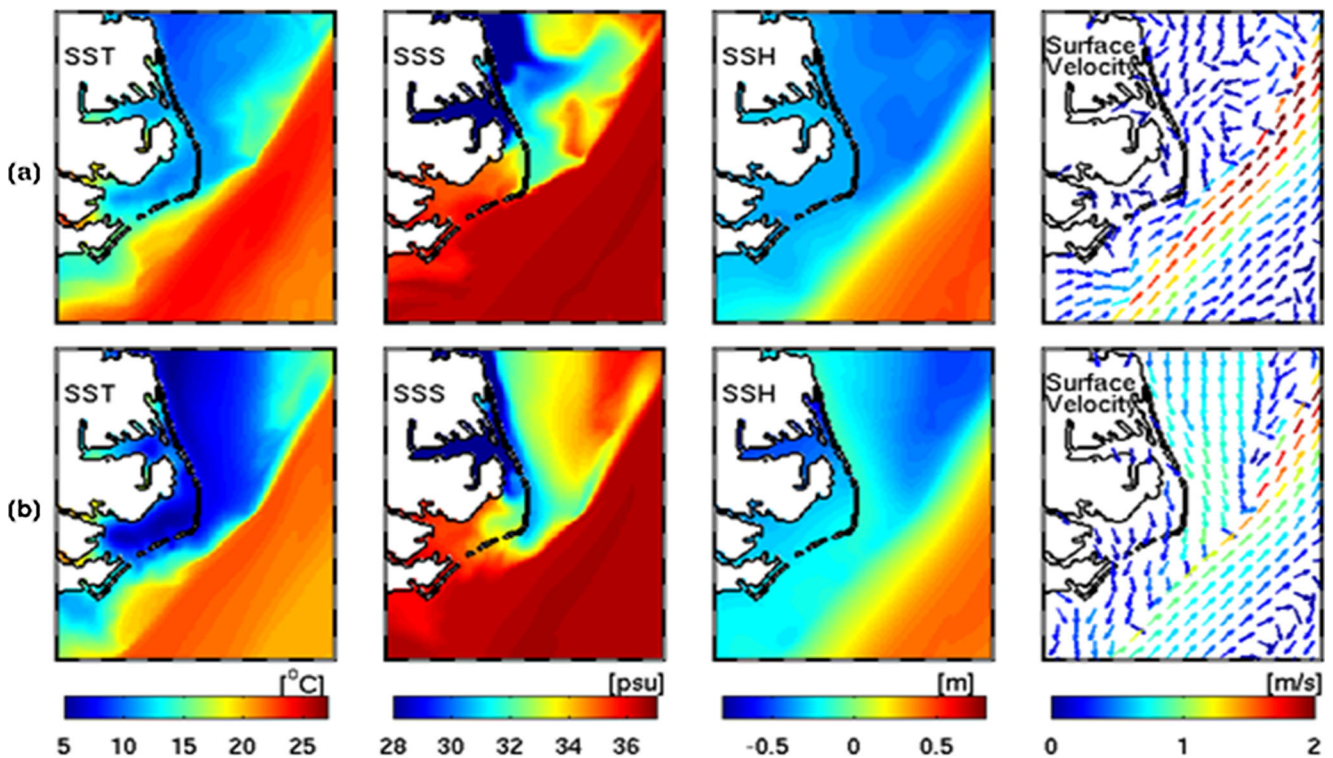 SST
SSS
SSH
Surface
Velocity
(a)
SST
SSS
SSH
Surface
Velocity
(b)
[°C]
[psu]
[m]
[m/s]
5 10 15 20 25
28 30 32 34 36
-0.5 0 0.5
0 1 2